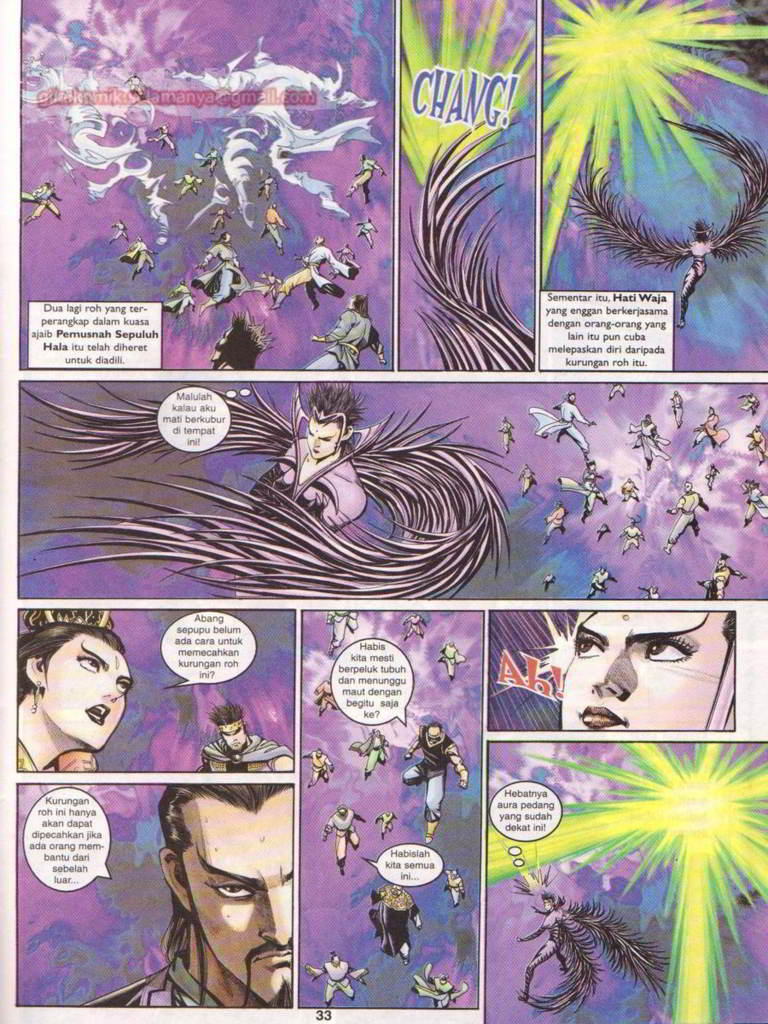 Dua lagi roh yang ter-
perangkap dalam kuasa
ajaib Pemusnah Sepuluh
Hala itu telah diheret
untuk diadili.
CHANG!
Sementar itu, Hati Waja
yang enggan berkerjasama
dengan orang-orang yang
lain itu pun cuba
melepaskan diri daripada
kurungan roh itu.
Malulah
kalau aku
mati berkubur
di tempat
ini!
Abang
sepupu belum
ada cara untuk
memecahkan
kurungan roh
ini?
Kurungan
roh ini hanya
akan dapat
dipecahkan jika
ada orang mem-
bantu dari
sebelah
luar...
Habis
kita mesti
berpeluk tubuh
dan menunggu
maut dengan
begitu saja
ke?
Habislah
kita semua
ini...
Ah!
Hebatnya
aura pedang
yang sudah
dekat ini!
33